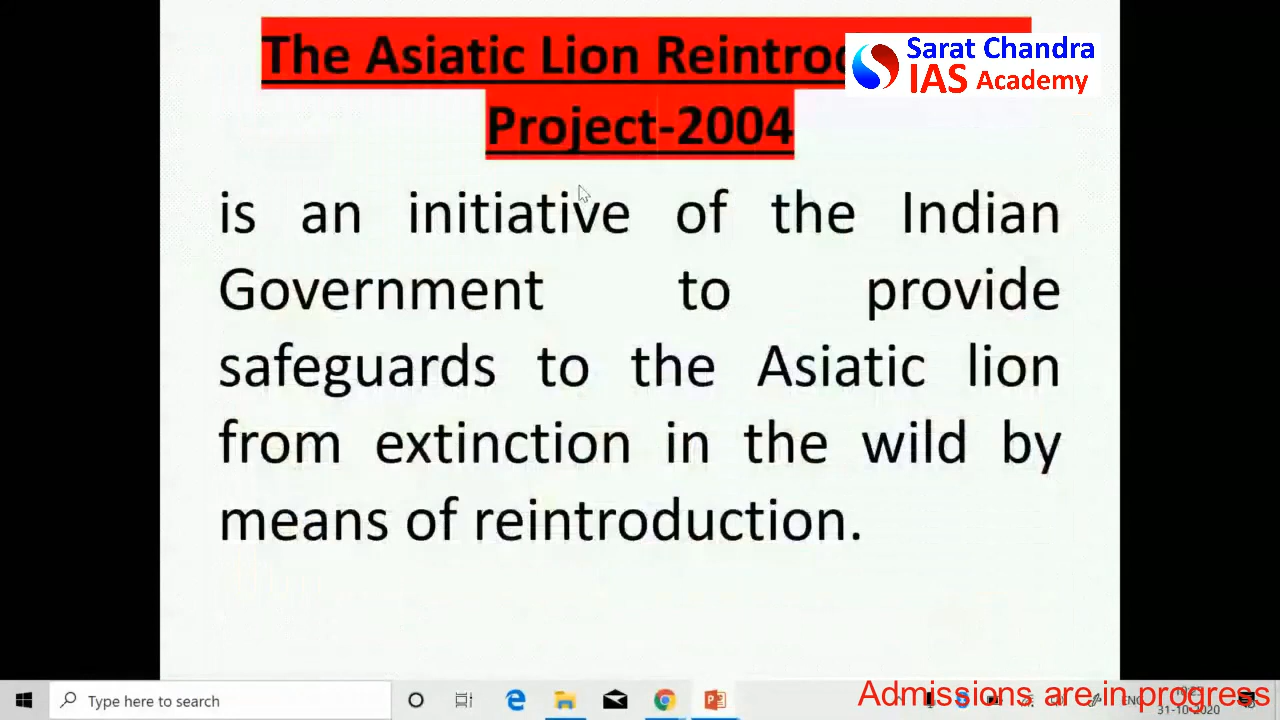 The Asiatic Lion
Project-2004
is an initiative of the Indian
Government to provide
safeguards to the Asiatic lion
from extinction in the wild by
means of reintroduction.
Sarat Chandra
IAS Academy
Type here to search
Admissions are in progress
ENG
31-10-2020